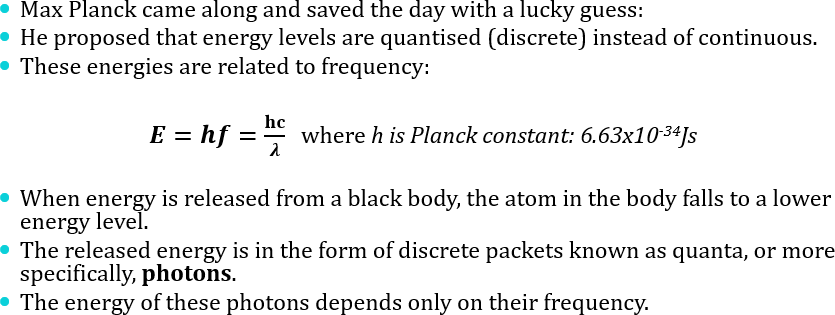 • Max Planck came along and saved the day with a lucky guess:
• He proposed that energy levels are quantised (discrete) instead of continuous.
• These energies are related to frequency:
E = hf = hc/λ where h is Planck constant: 6.63x10⁻³⁴Js
• When energy is released from a black body, the atom in the body falls to a lower
energy level.
• The released energy is in the form of discrete packets known as quanta, or more
specifically, photons.
• The energy of these photons depends only on their frequency.